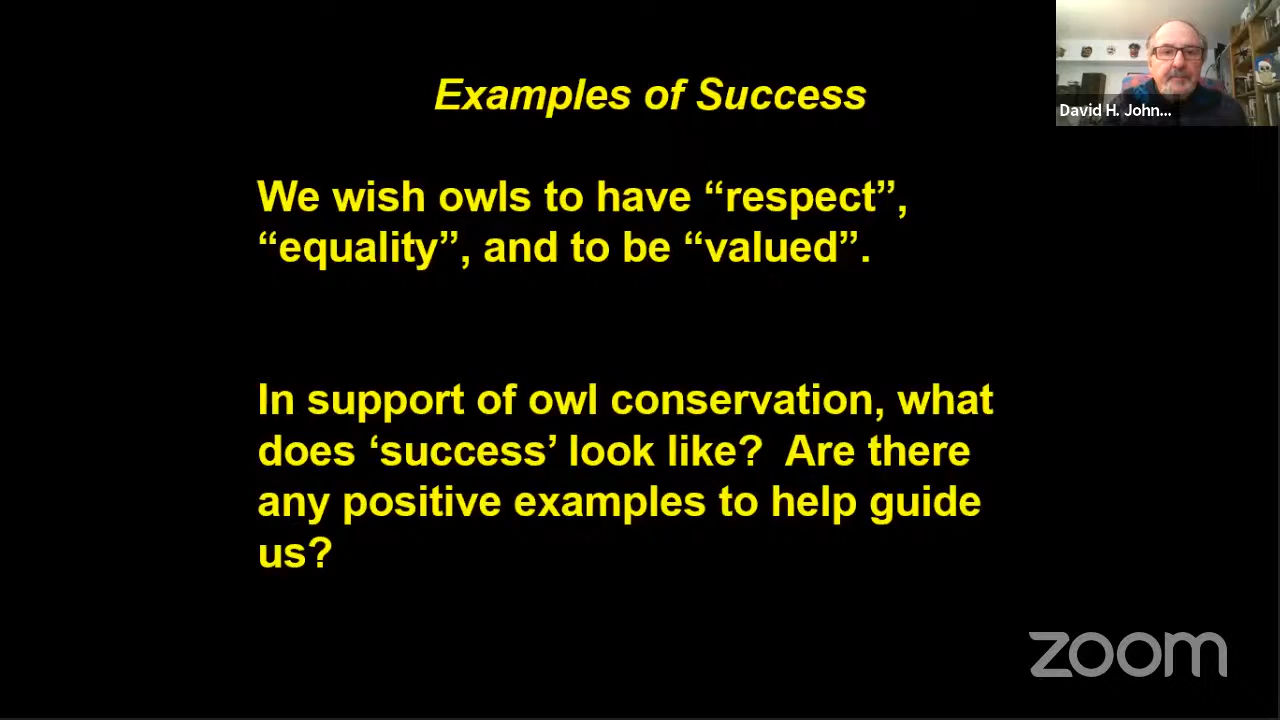 Examples of Success
We wish owls to have “respect”,
“equality”, and to be “valued”.
In support of owl conservation, what
does ‘success’ look like?  Are there
any positive examples to help guide
us?
David H. John...
zoom